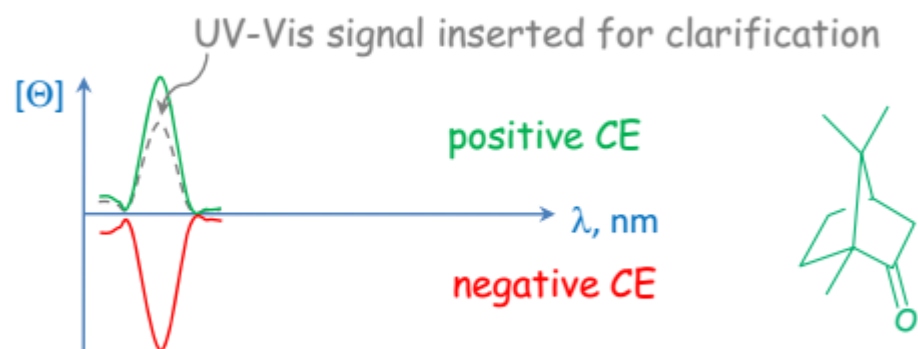 UV-Vis signal inserted for clarification
[Θ]
positive CE
λ, nm
negative CE
O